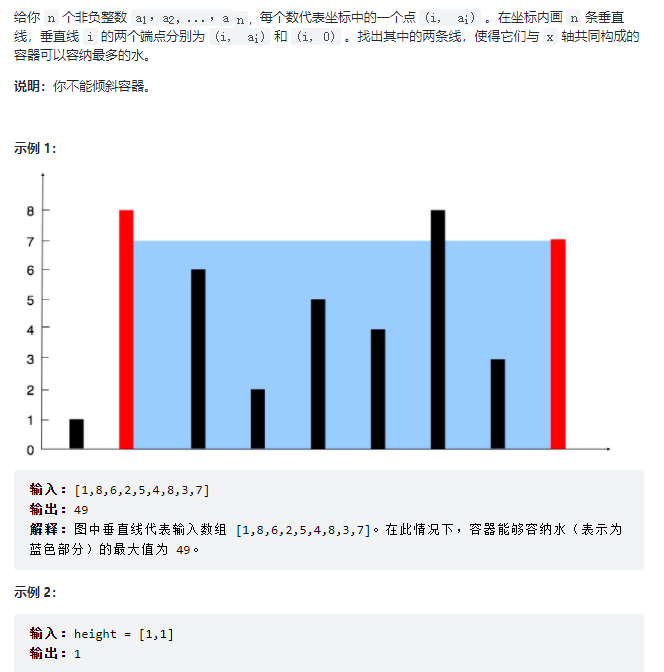 给你 n 个非负整数 a1, a2, ..., a n, 每个数代表坐标中的一个点 (i, ai) 。在坐标内画 n 条垂直
线，垂直线 i 的两个端点分别为 (i, ai) 和 (i, 0) 。找出其中的两条线，使得它们与 x 轴共同构成的
容器可以容纳最多的水。
说明：你不能倾斜容器。
示例 1：
8
7
6
5
4
3
2
1
0
输入：[1,8,6,2,5,4,8,3,7]
输出：49
解释：图中垂直线代表输入数组 [1,8,6,2,5,4,8,3,7]。在此情况下，容器能够容纳水（表示为
蓝色部分）的最大值为 49。
示例 2：
输入：height = [1,1]
输出：1